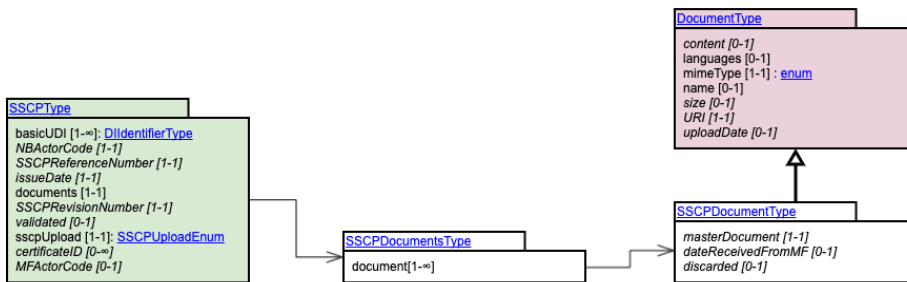 DocumentType
content [0-1]
languages [0-1]
mimeType [1-1] : enum
name [0-1]
size [0-1]
URI [1-1]
uploadDate [0-1]
SSCPType
basicUDI [1-∞]: DIIdentifierType
NBActorCode [1-1]
SSCPReferenceNumber [1-1]
issueDate [1-1]
documents [1-1]
SSCPRevisionNumber [1-1]
validated [0-1]
sscpUpload [1-1]: SSCPUploadEnum
certificateID [0-∞]
MFActorCode [0-1]
SSCPDocumentsType
document[1-∞]
SSCPDocumentType
masterDocument [1-1]
dateReceivedFromMF [0-1]
discarded [0-1]